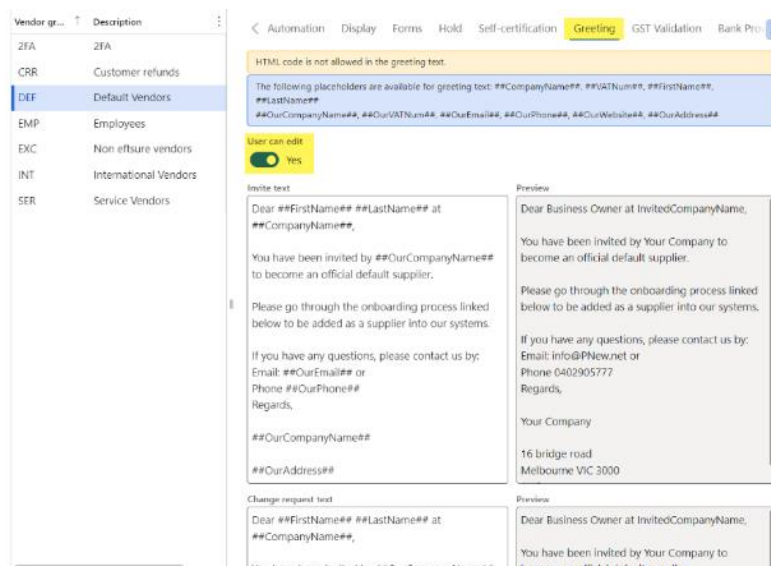 Vendor gr... ↑ Description
2FA 2FA
CRR Customer refunds
DEF Default Vendors
EMP Employees
EXC Non eftsure vendors
INT International Vendors
SER Service Vendors
Automation Display Forms Hold Self-certification Greeting GST Validation Bank Pro
HTML code is not allowed in the greeting text.
The following placeholders are available for greeting text: ##CompanyName##, ##VATNum##, ##FirstName##,
##LastName##
##OurCompanyName##, ##OurVATNum##, ##OurEmail##, ##OurPhone##, ##OurWebsite##, ##OurAddress##
User can edit
Yes
Invite text
Dear ##FirstName## ##LastName## at
##CompanyName##,
You have been invited by ##OurCompanyName##
to become an official default supplier.
Please go through the onboarding process linked
below to be added as a supplier into our systems.
If you have any questions, please contact us by:
Email: ##OurEmail## or
Phone ##OurPhone##
Regards,
##OurCompanyName##
##OurAddress##
Preview
Dear Business Owner at InvitedCompanyName,
You have been invited by Your Company to
become an official default supplier.
Please go through the onboarding process linked
below to be added as a supplier into our systems.
If you have any questions, please contact us by:
Email: info@PNew.net or
Phone 0402905777
Regards,
Your Company
16 bridge road
Melbourne VIC 3000
Change request text
Dear ##FirstName## ##LastName## at
##CompanyName##,
Preview
Dear Business Owner at InvitedCompanyName,
You have been invited by Your Company to